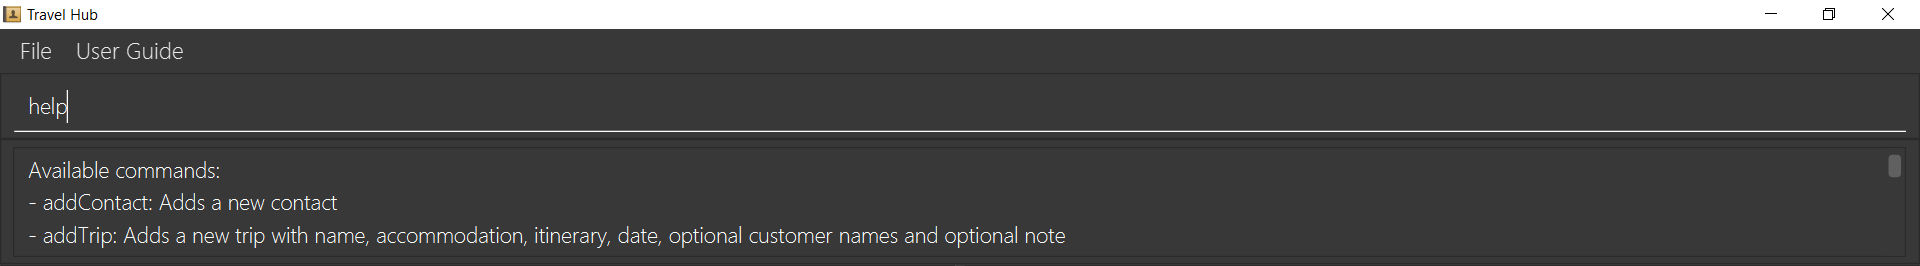 Travel Hub
File User Guide
help
Available commands:
- addContact: Adds a new contact
- addTrip: Adds a new trip with name, accommodation, itinerary, date, optional customer names and optional note